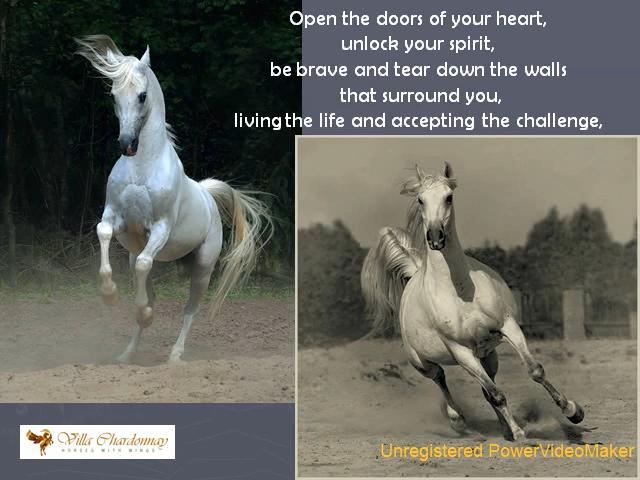 Open the doors of your heart,
unlock your spirit,
be brave and tear down the walls
that surround you,
living the life and accepting the challenge,
Villa Chardonnay
HORSES WITH WINGS
Unregistered PowerVideoMaker